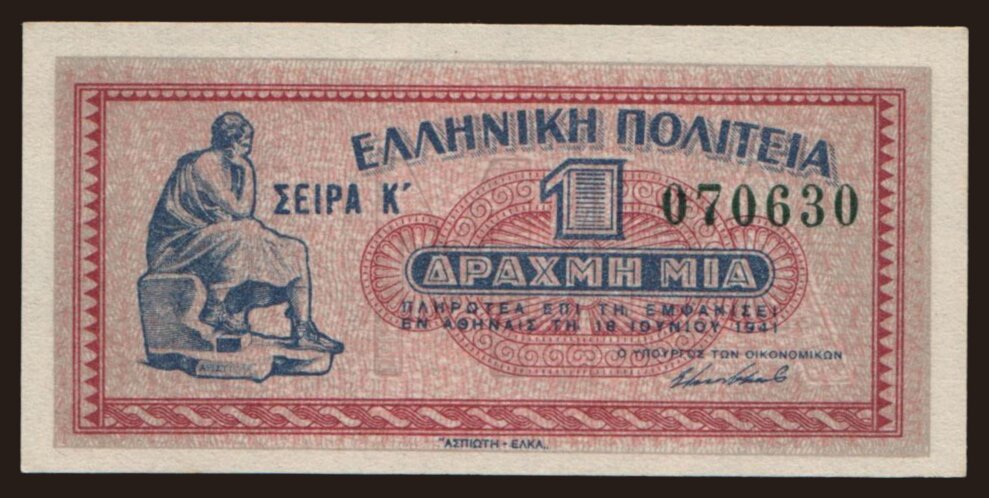 ΕΛΛΗΝΙΚΗ ΠΟΛΙΤΕΙΑ
ΣΕΙΡΑ Κ΄
1
070630
ΔΡΑΧΜΗ ΜΙΑ
ΠΛΗΡΩΤΕΑ ΕΠΙ ΤΗ ΕΜΦΑΝΙΣΕΙ
ΕΝ ΑΘΗΝΑΙΣ ΤΗ 18 ΙΟΥΝΙΟΥ 1941
Ο ΥΠΟΥΡΓΟΣ ΤΩΝ ΟΙΚΟΝΟΜΙΚΩΝ
"ΑΣΠΙΩΤΗ - ΕΛΚΑ„